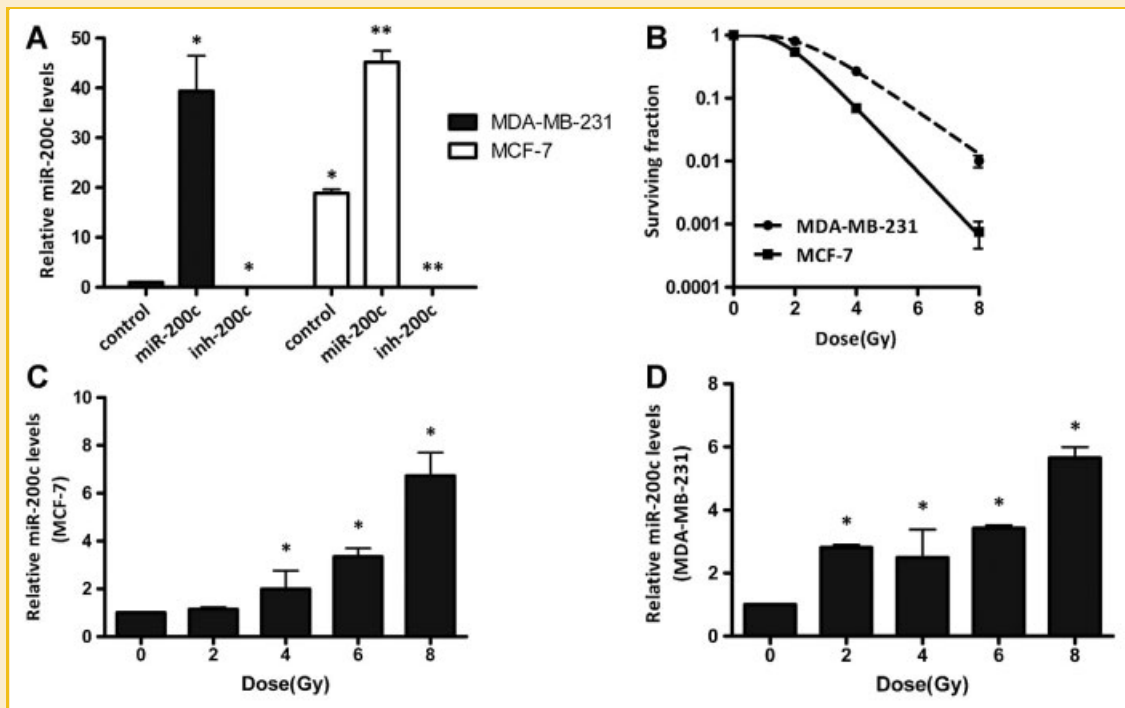 A
Relative miR-200c levels
50
40
30
20
10
0
*
*
*
**
**
MDA-MB-231
MCF-7
control
miR-200c
inh-200c
control
miR-200c
inh-200c
B
Surviving fraction
1
0.1
0.01
0.001
0.0001
MDA-MB-231
MCF-7
0 2 4 6 8
Dose(Gy)
C
Relative miR-200c levels
(MCF-7)
10
8
6
4
2
0
*
*
*
0 2 4 6 8
Dose(Gy)
D
Relative miR-200c levels
(MDA-MB-231)
8
6
4
2
0
*
*
*
*
0 2 4 6 8
Dose(Gy)